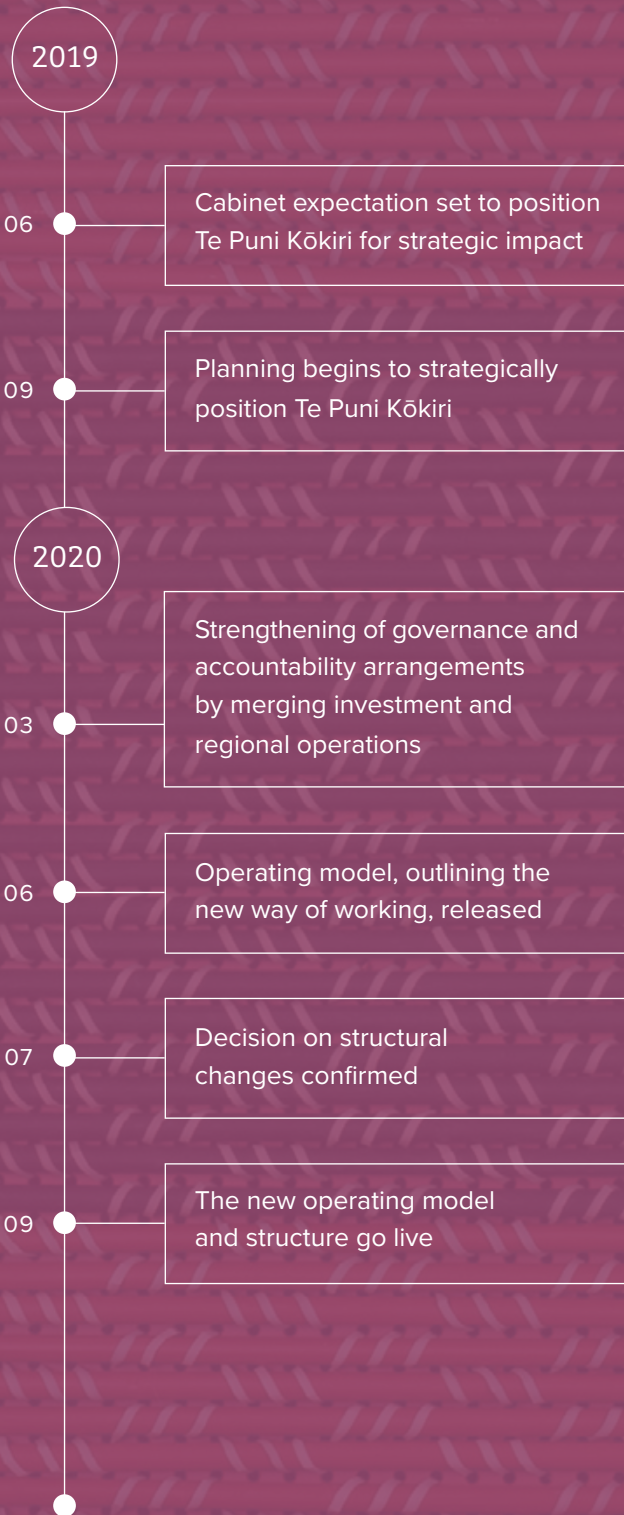 2019
06
Cabinet expectation set to position
Te Puni Kōkiri for strategic impact
09
Planning begins to strategically
position Te Puni Kōkiri
2020
03
Strengthening of governance and
accountability arrangements
by merging investment and
regional operations
06
Operating model, outlining the
new way of working, released
07
Decision on structural
changes confirmed
09
The new operating model
and structure go live